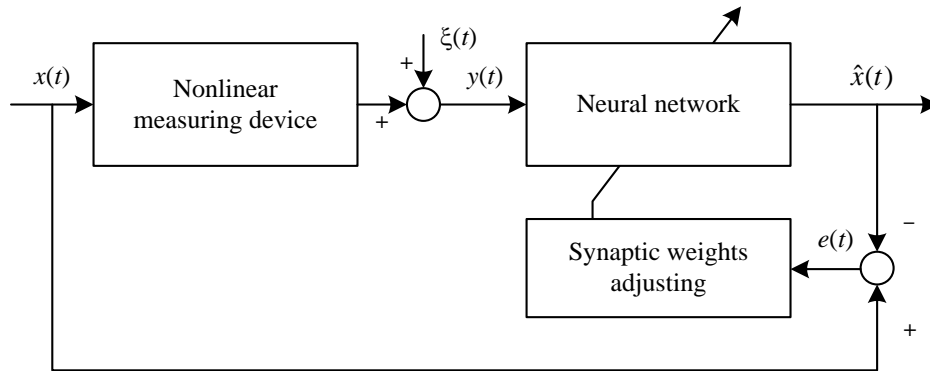 x(t)
Nonlinear
measuring device
+
+
ξ(t)
y(t)
Neural network
x̂(t)
Synaptic weights
adjusting
e(t)
−
+